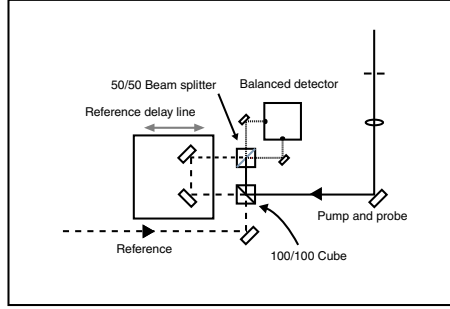 50/50 Beam splitter
Balanced detector
Reference delay line
Pump and probe
Reference
100/100 Cube